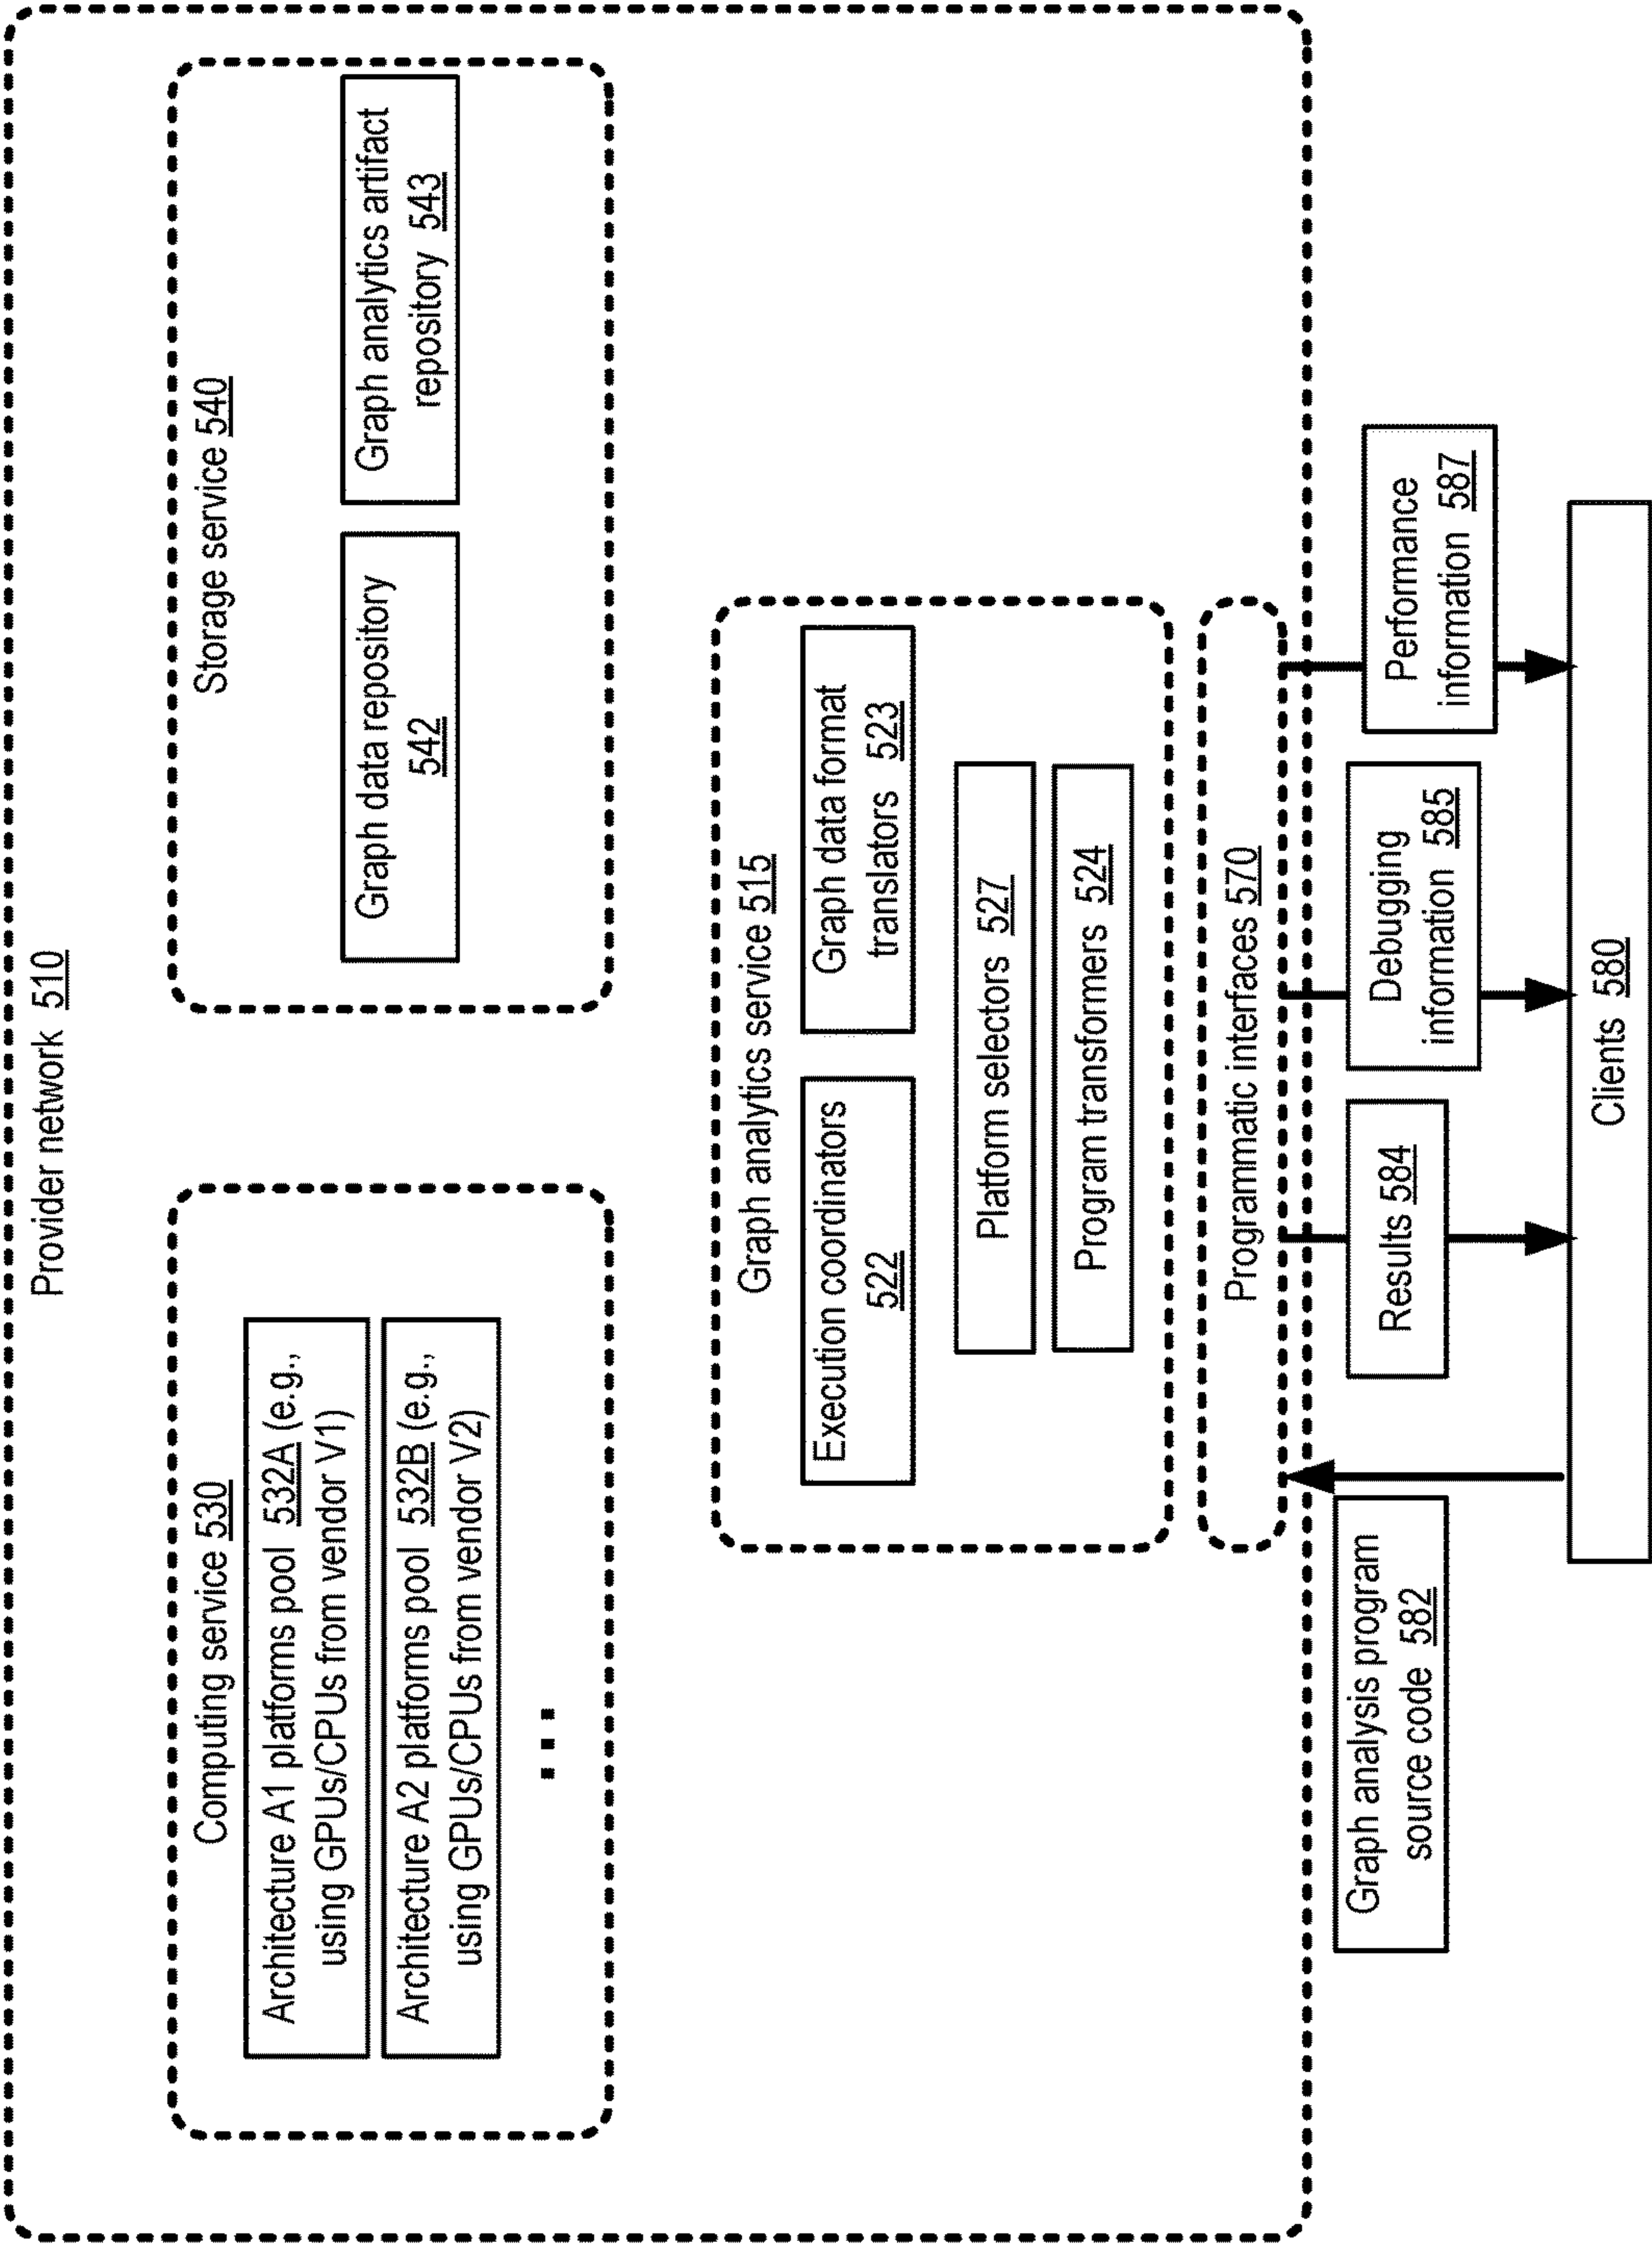 Provider network 510
Computing service 530
Architecture A1 platforms pool 532A (e.g.,
using GPUs/CPUs from vendor V1)
Architecture A2 platforms pool 532B (e.g.,
using GPUs/CPUs from vendor V2)
...
Storage service 540
Graph data repository
542
Graph analytics artifact
repository 543
Graph analytics service 515
Execution coordinators
522
Graph data format
translators 523
Platform selectors 527
Program transformers 524
Programmatic interfaces 570
Graph analysis program
source code 582
Results 584
Debugging
information 585
Performance
information 587
Clients 580